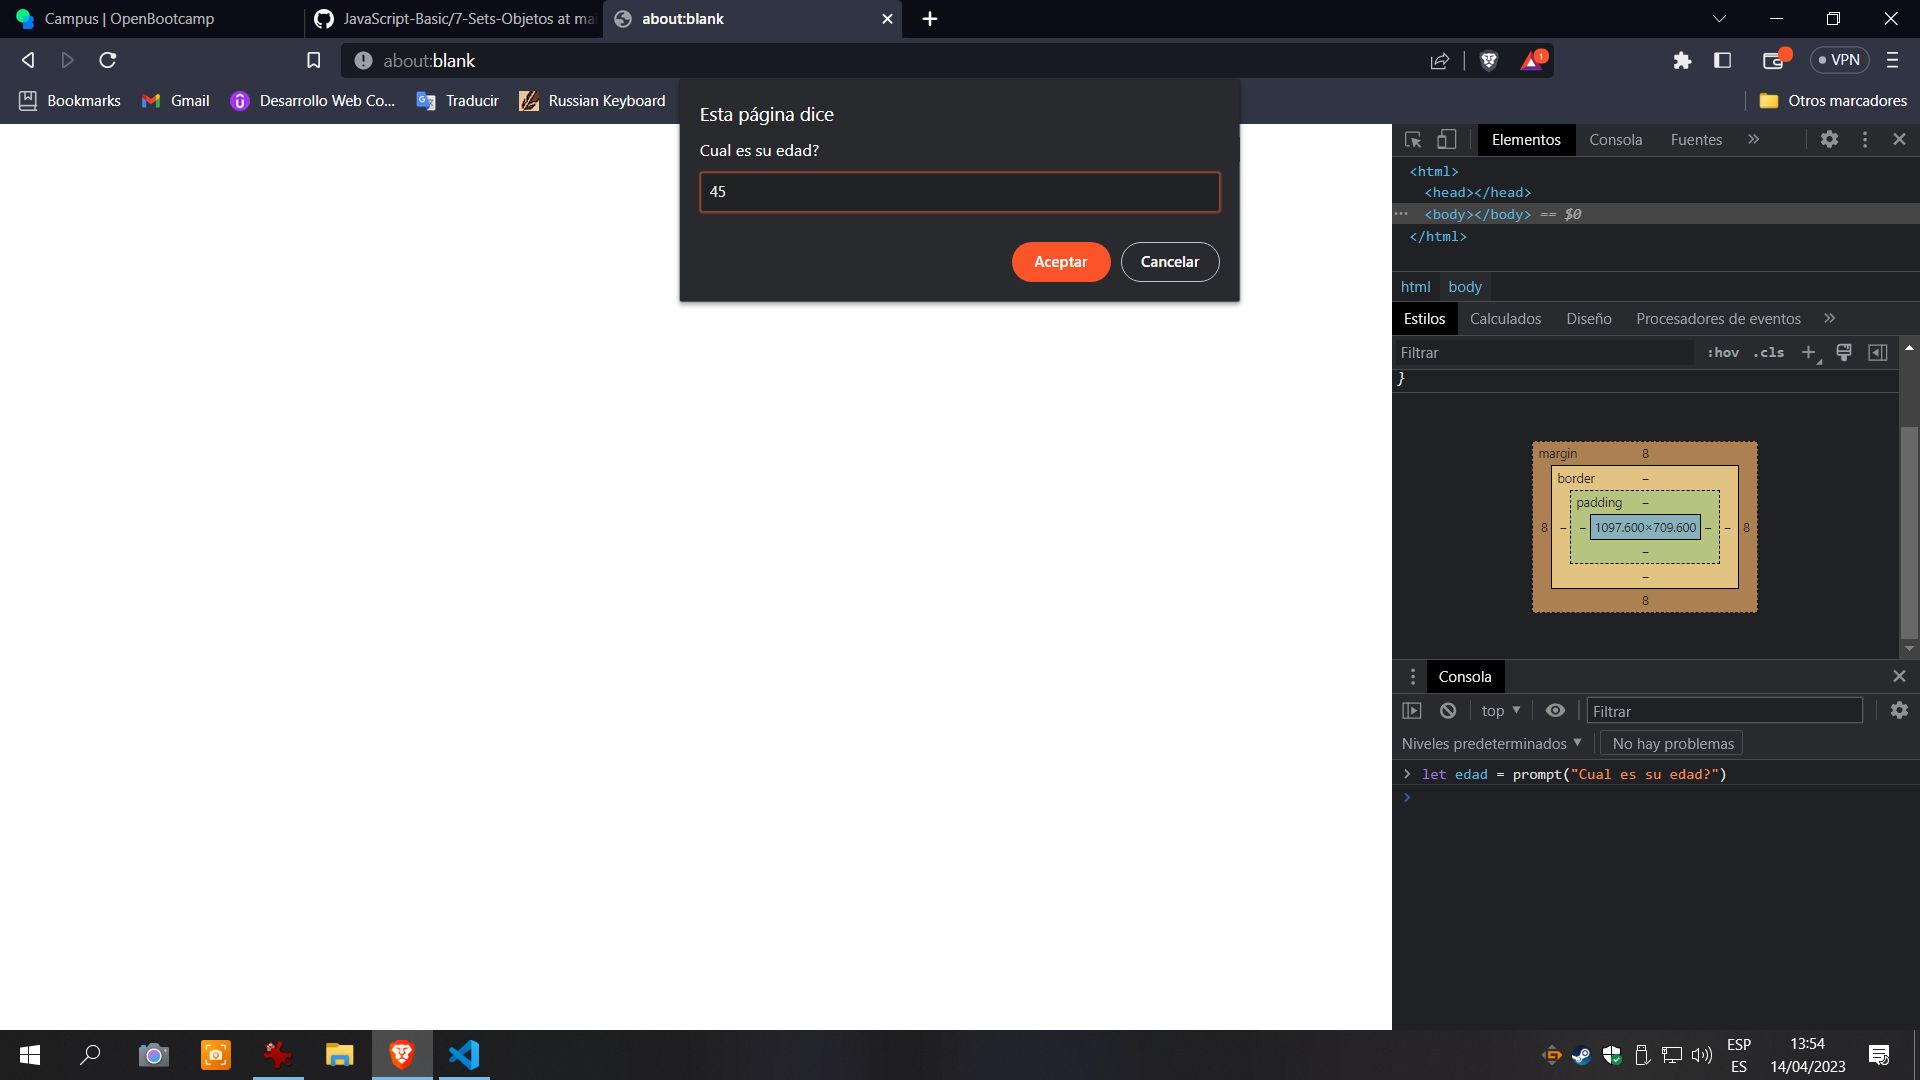 Campus | OpenBootcamp
JavaScript-Basic/7-Sets-Objetos at mai
about:blank
about:blank
1
VPN
Bookmarks
Gmail
Desarrollo Web Co...
Traducir
Russian Keyboard
Otros marcadores
Esta página dice
Cual es su edad?
45
Aceptar
Cancelar
Elementos
Consola
Fuentes
<html>
<head></head>
... <body></body> == $0
</html>
html
body
Estilos
Calculados
Diseño
Procesadores de eventos
Filtrar
:hov
.cls
}
margin
8
border
–
padding
–
8
–
–
1097.600×709.600
–
–
8
–
–
8
Consola
top
Filtrar
Niveles predeterminados
No hay problemas
let edad = prompt("Cual es su edad?")
ESP
ES
13:54
14/04/2023